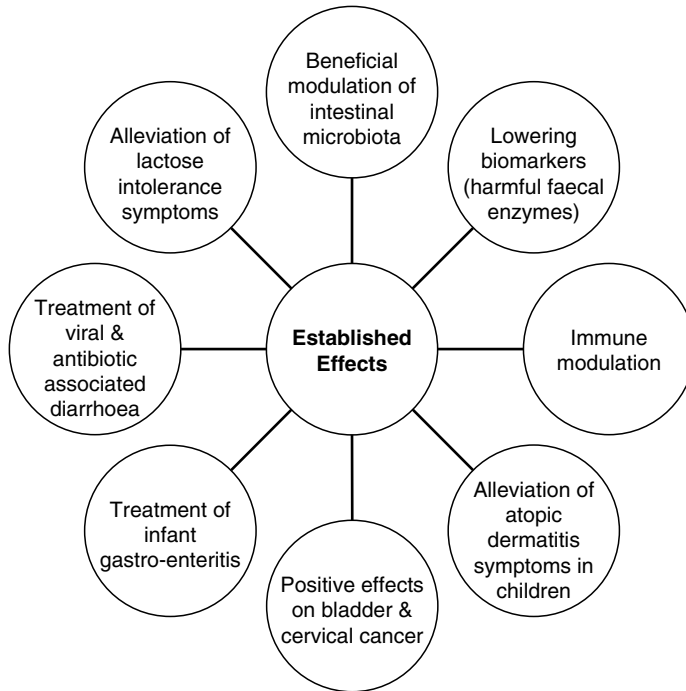 Beneficial
modulation of
intestinal
microbiota
Lowering
biomarkers
(harmful faecal
enzymes)
Immune
modulation
Alleviation of
atopic
dermatitis
symptoms in
children
Positive effects
on bladder &
cervical cancer
Treatment of
infant
gastro-enteritis
Treatment of
viral &
antibiotic
associated
diarrhoea
Alleviation of
lactose
intolerance
symptoms
Established
Effects